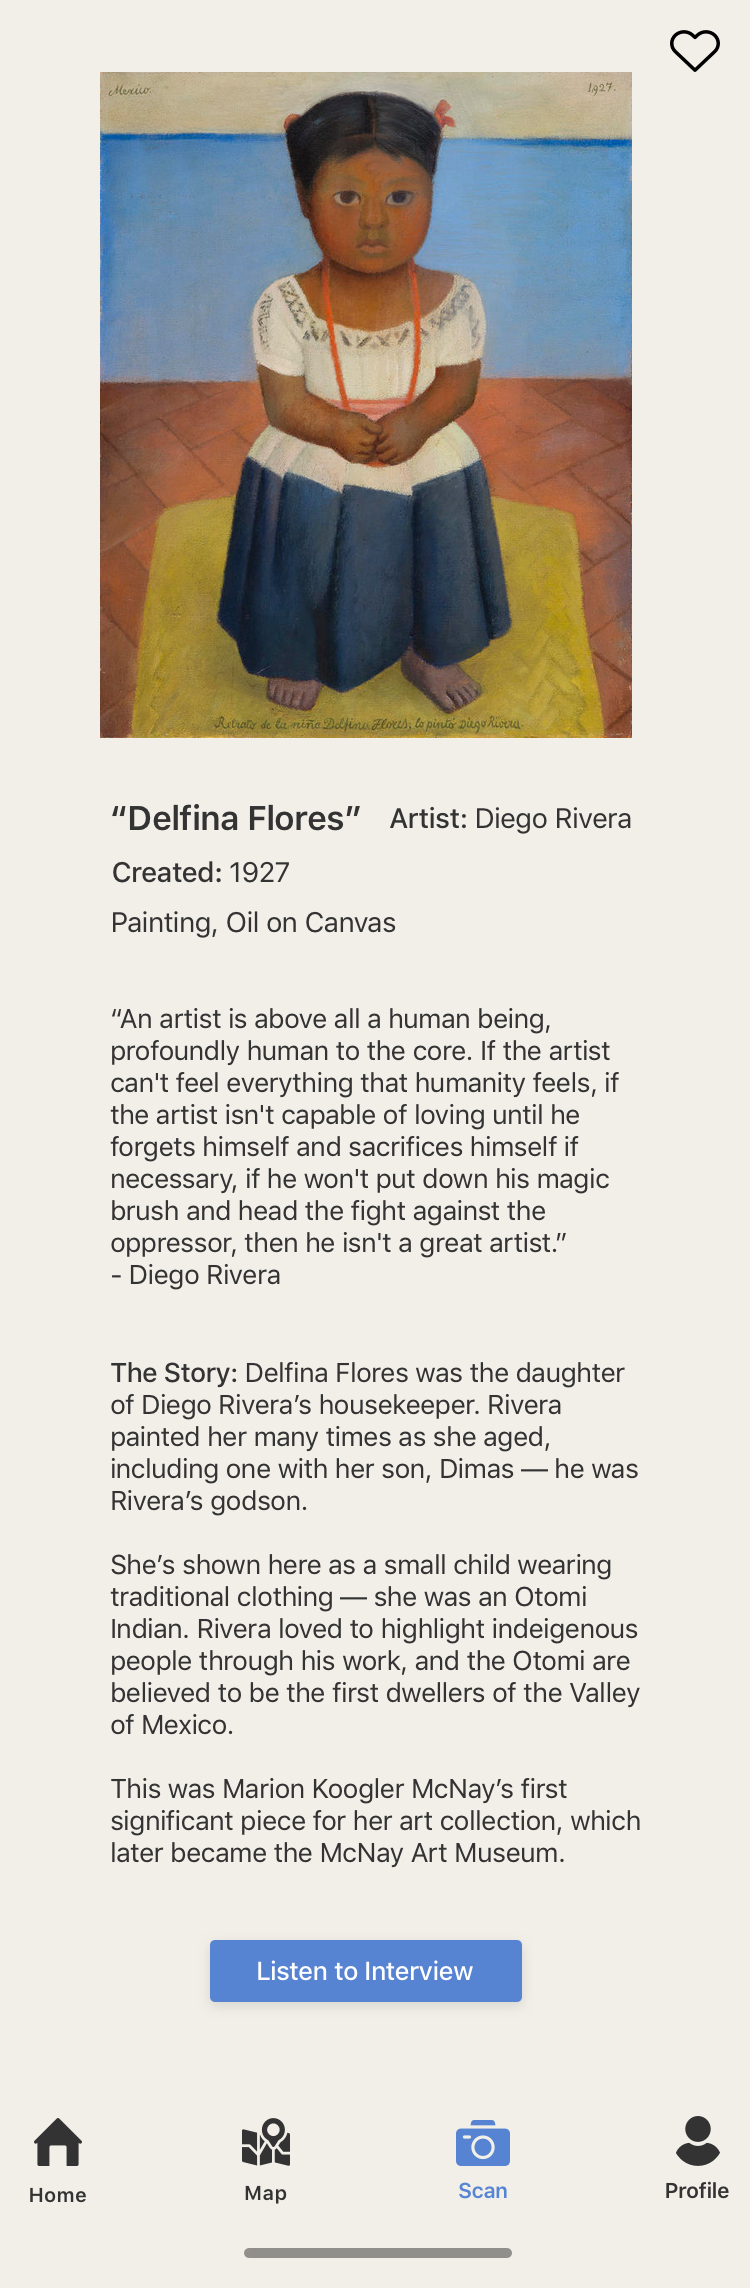 Mexico
1927.
Retrato de la niña Delfina Flores; lo pintó Diego Rivera.
“Delfina Flores” Artist: Diego Rivera
Created: 1927
Painting, Oil on Canvas
“An artist is above all a human being,
profoundly human to the core. If the artist
can't feel everything that humanity feels, if
the artist isn't capable of loving until he
forgets himself and sacrifices himself if
necessary, if he won't put down his magic
brush and head the fight against the
oppressor, then he isn't a great artist.”
- Diego Rivera
The Story: Delfina Flores was the daughter
of Diego Rivera’s housekeeper. Rivera
painted her many times as she aged,
including one with her son, Dimas — he was
Rivera’s godson.
She’s shown here as a small child wearing
traditional clothing — she was an Otomi
Indian. Rivera loved to highlight indeigenous
people through his work, and the Otomi are
believed to be the first dwellers of the Valley
of Mexico.
This was Marion Koogler McNay’s first
significant piece for her art collection, which
later became the McNay Art Museum.
Listen to Interview
Home
Map
Scan
Profile